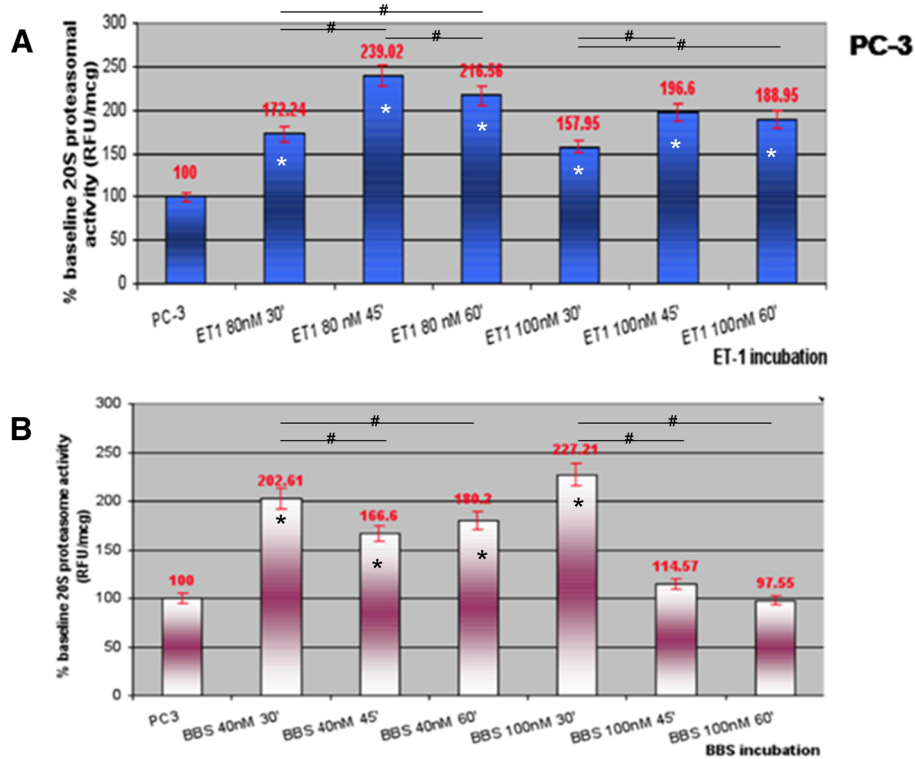 A
PC-3
% baseline 20S proteasomal
activity (RFU/mcg)
300
250
200
150
100
50
0
#
#
#
#
#
100
172.24
239.02
216.56
157.95
196.6
188.95
*
*
*
*
*
*
PC-3
ET1 80nM 30'
ET1 80 nM 45'
ET1 80 nM 60'
ET1 100nM 30'
ET1 100nM 45'
ET1 100nM 60'
ET-1 incubation
B
% baseline 20S proteasome activity
(RFU/mcg)
300
250
200
150
100
50
0
#
#
#
#
100
202.61
166.6
180.2
227.21
114.57
97.55
*
*
*
*
PC3
BBS 40nM 30'
BBS 40nM 45'
BBS 40nM 60'
BBS 100nM 30'
BBS 100nM 45'
BBS 100nM 60'
BBS incubation